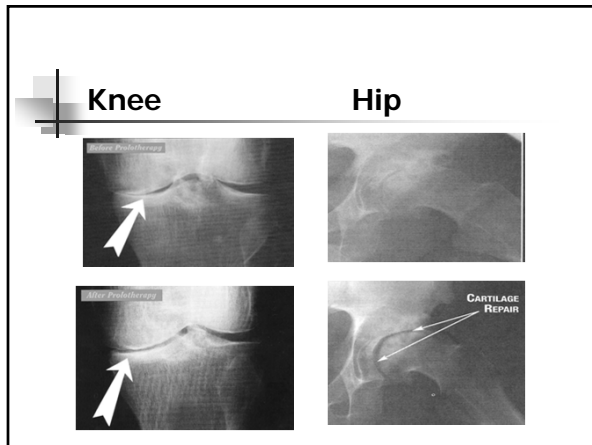 Knee
Hip
Before Prolotherapy
After Prolotherapy
CARTILAGE
REPAIR